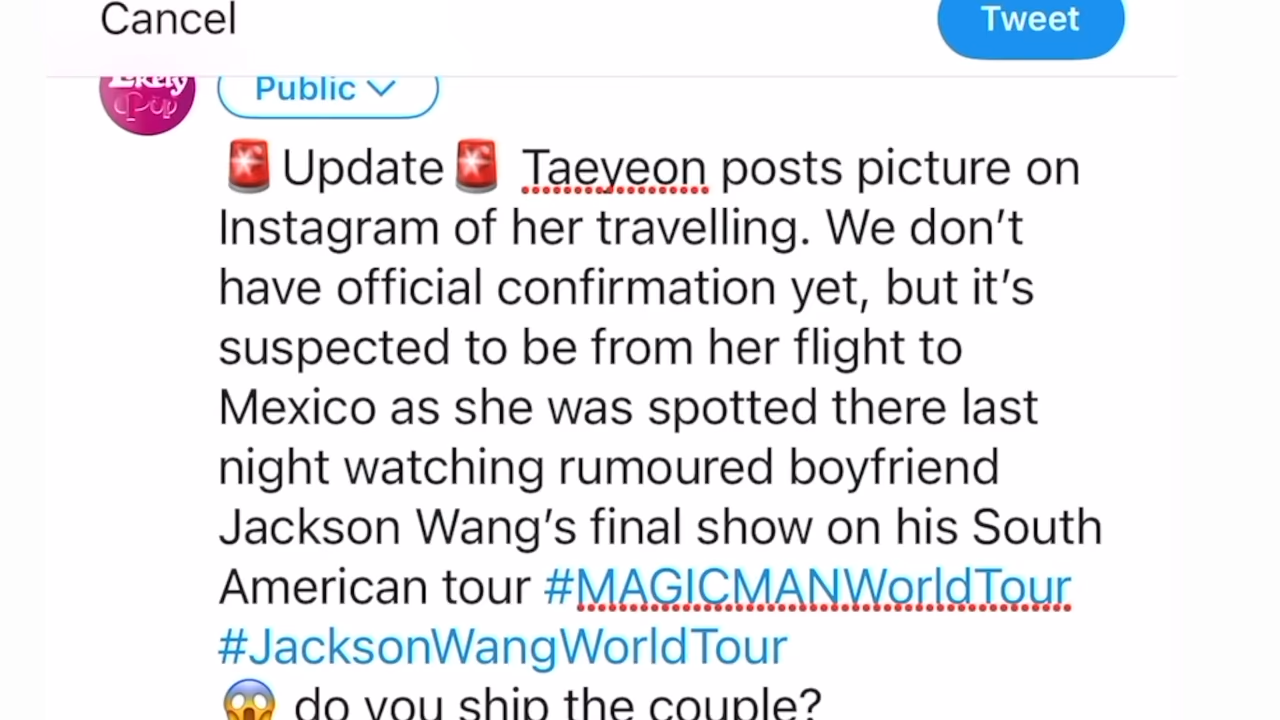 Cancel
Tweet
Likely
Pop
Public
🚨Update🚨 Taeyeon posts picture on
Instagram of her travelling. We don’t
have official confirmation yet, but it’s
suspected to be from her flight to
Mexico as she was spotted there last
night watching rumoured boyfriend
Jackson Wang’s final show on his South
American tour #MAGICMANWorldTour
#JacksonWangWorldTour
😱 do you ship the couple?